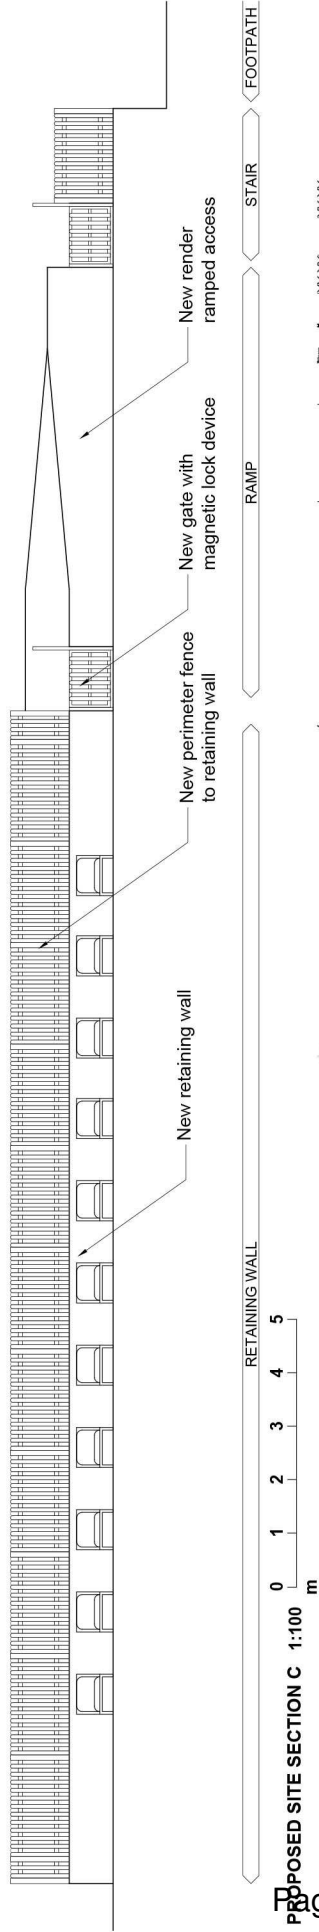 New retaining wall
New perimeter fence
to retaining wall
New gate with
magnetic lock device
New render
ramped access
RETAINING WALL
RAMP
STAIR
FOOTPATH
0 1 2 3 4 5
m
PROPOSED SITE SECTION C 1:100
Pag